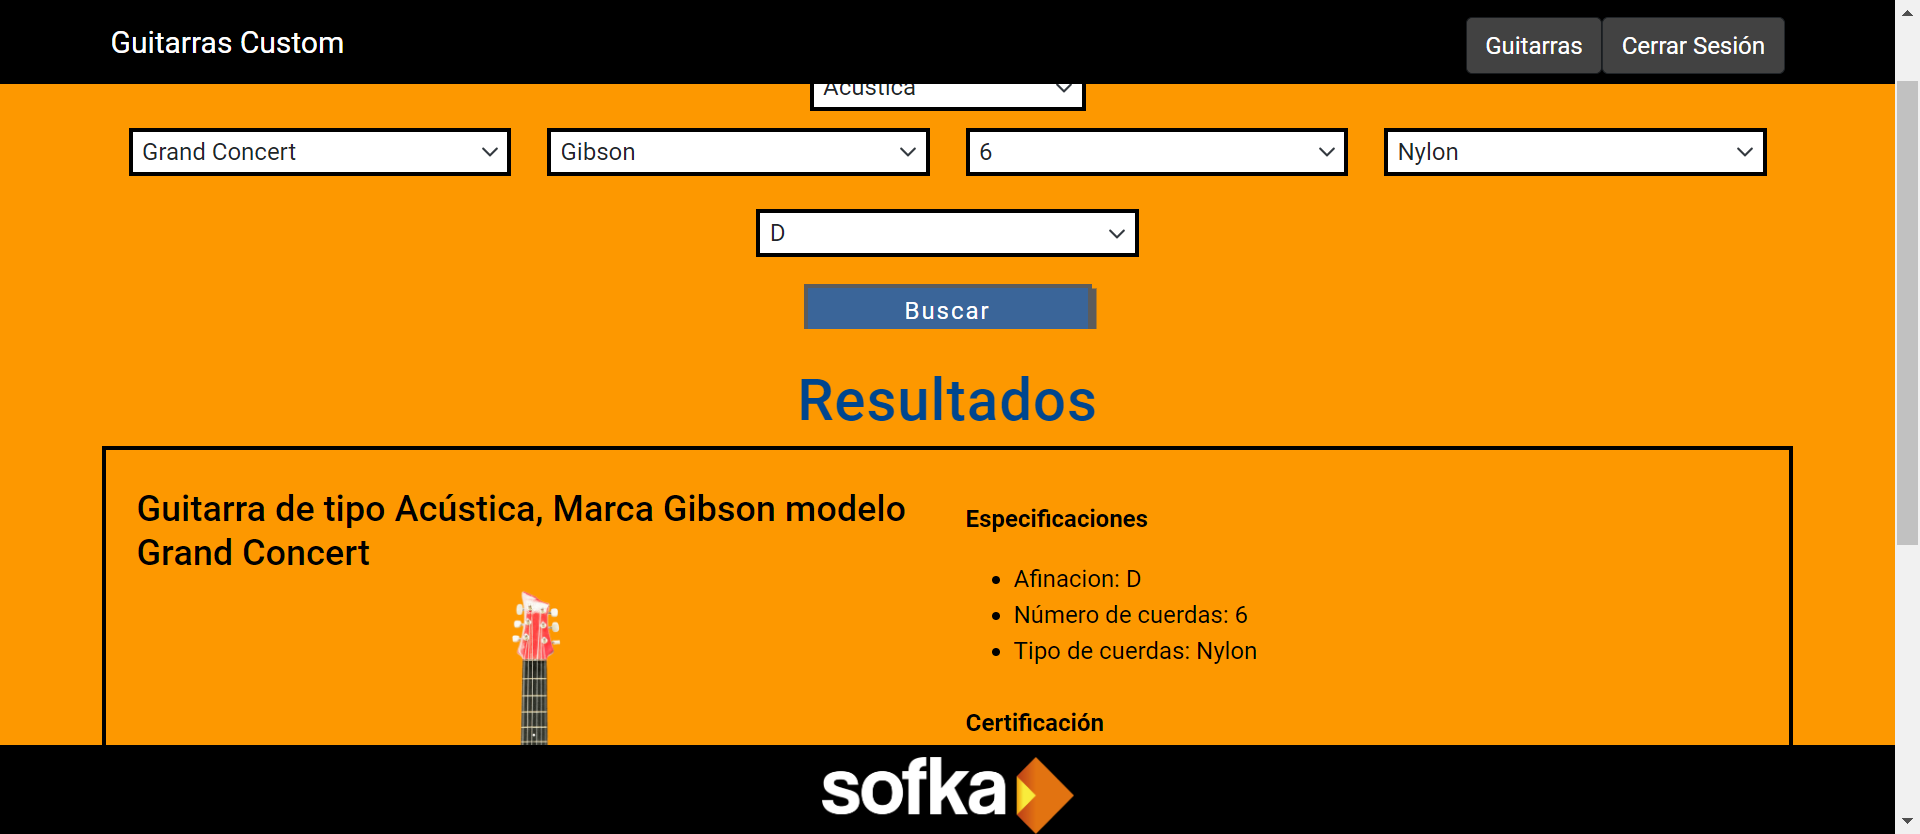 Guitarras Custom
Guitarras
Cerrar Sesión
Acústica
Grand Concert
Gibson
6
Nylon
D
Buscar
Resultados
Guitarra de tipo Acústica, Marca Gibson modelo
Grand Concert
Especificaciones
Afinacion: D
Número de cuerdas: 6
Tipo de cuerdas: Nylon
Certificación
sofka